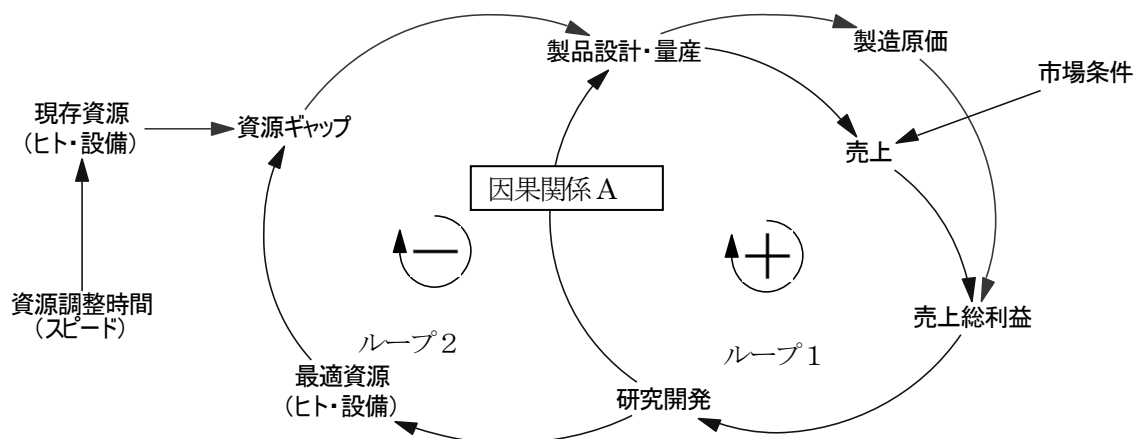 製品設計・量産
製造原価
市場条件
現存資源
(ヒト・設備)
資源ギャップ
売上
因果関係A
－
＋
資源調整時間
(スピード)
ループ2
ループ1
売上総利益
最適資源
(ヒト・設備)
研究開発